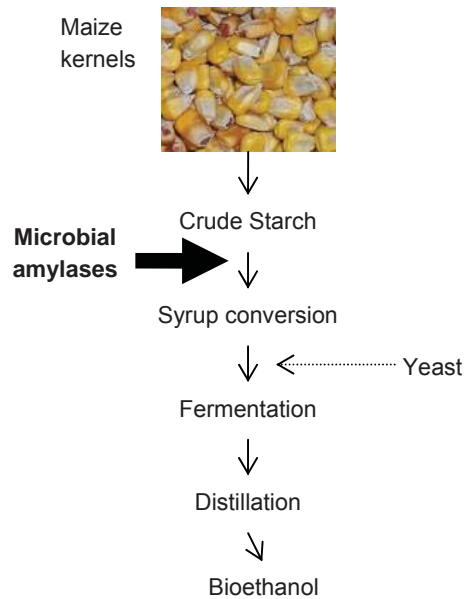 Maize
kernels
Crude Starch
Microbial
amylases
Syrup conversion
Yeast
Fermentation
Distillation
Bioethanol